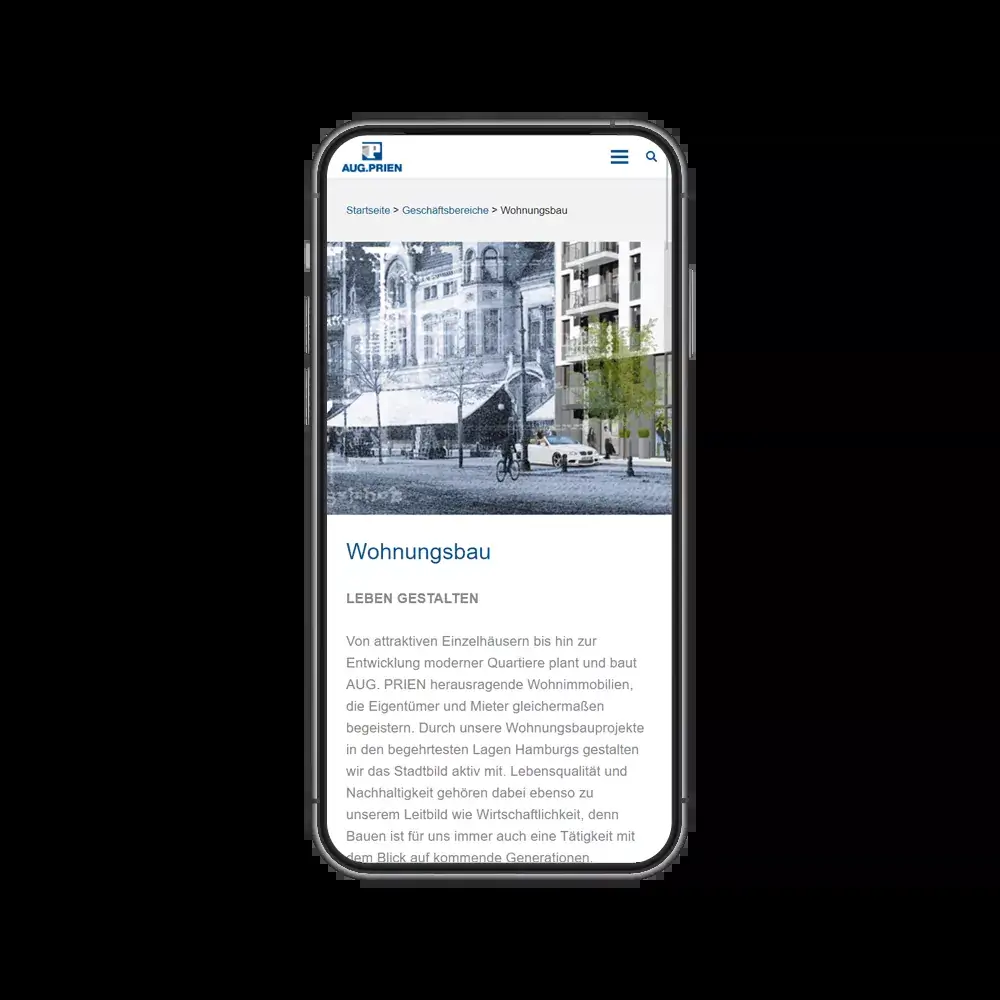 AUG.PRIEN
Startseite > Geschäftsbereiche > Wohnungsbau
Wohnungsbau
LEBEN GESTALTEN
Von attraktiven Einzelhäusern bis hin zur
Entwicklung moderner Quartiere plant und baut
AUG. PRIEN herausragende Wohnimmobilien,
die Eigentümer und Mieter gleichermaßen
begeistern. Durch unsere Wohnungsbauprojekte
in den begehrtesten Lagen Hamburgs gestalten
wir das Stadtbild aktiv mit. Lebensqualität und
Nachhaltigkeit gehören dabei ebenso zu
unserem Leitbild wie Wirtschaftlichkeit, denn
Bauen ist für uns immer auch eine Tätigkeit mit
dem Blick auf kommende Generationen.